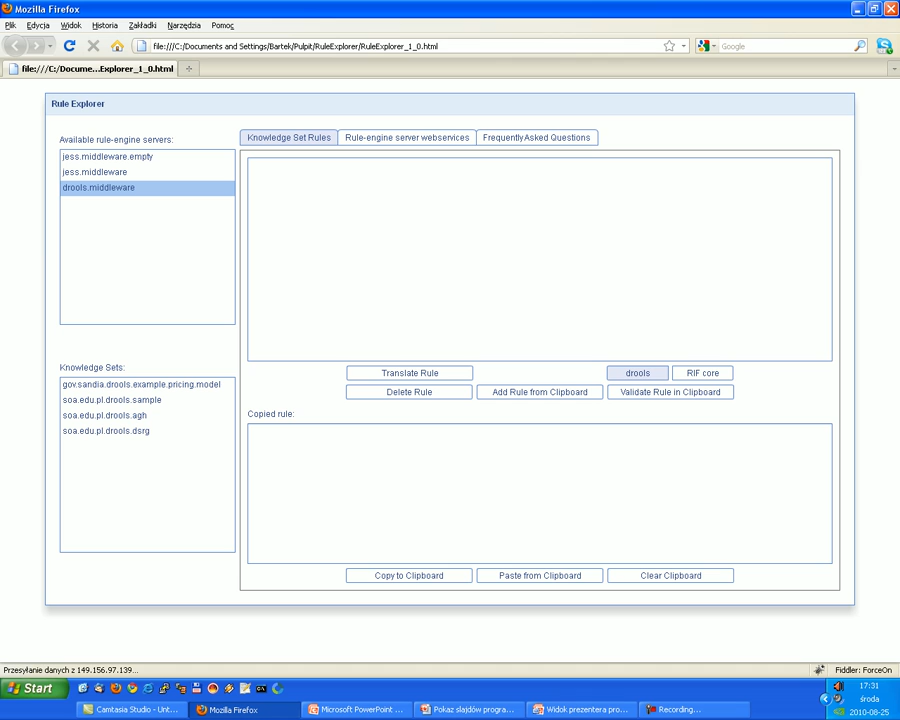 Mozilla Firefox
Plik Edycja Widok Historia Zakładki Narzędzia Pomoc
file:///C:/Documents and Settings/Bartek/Pulpit/RuleExplorer/RuleExplorer_1_0.html
Google
file:///C:/Docume...Explorer_1_0.html
Rule Explorer
Available rule-engine servers:
jess.middleware.empty
jess.middleware
drools.middleware
Knowledge Set Rules
Rule-engine server webservices
Frequently Asked Questions
Knowledge Sets:
gov.sandia.drools.example.pricing.model
soa.edu.pl.drools.sample
soa.edu.pl.drools.agh
soa.edu.pl.drools.dsrg
Translate Rule
drools
RIF core
Delete Rule
Add Rule from Clipboard
Validate Rule in Clipboard
Copied rule:
Copy to Clipboard
Paste from Clipboard
Clear Clipboard
Przesyłanie danych z 149.156.97.139...
Fiddler: ForceOn
Start
17:31
środa
2010-08-25
Camtasia Studio - Unt...
Mozilla Firefox
Microsoft PowerPoint ...
Pokaz slajdów progra...
Widok prezentera pro...
Recording...